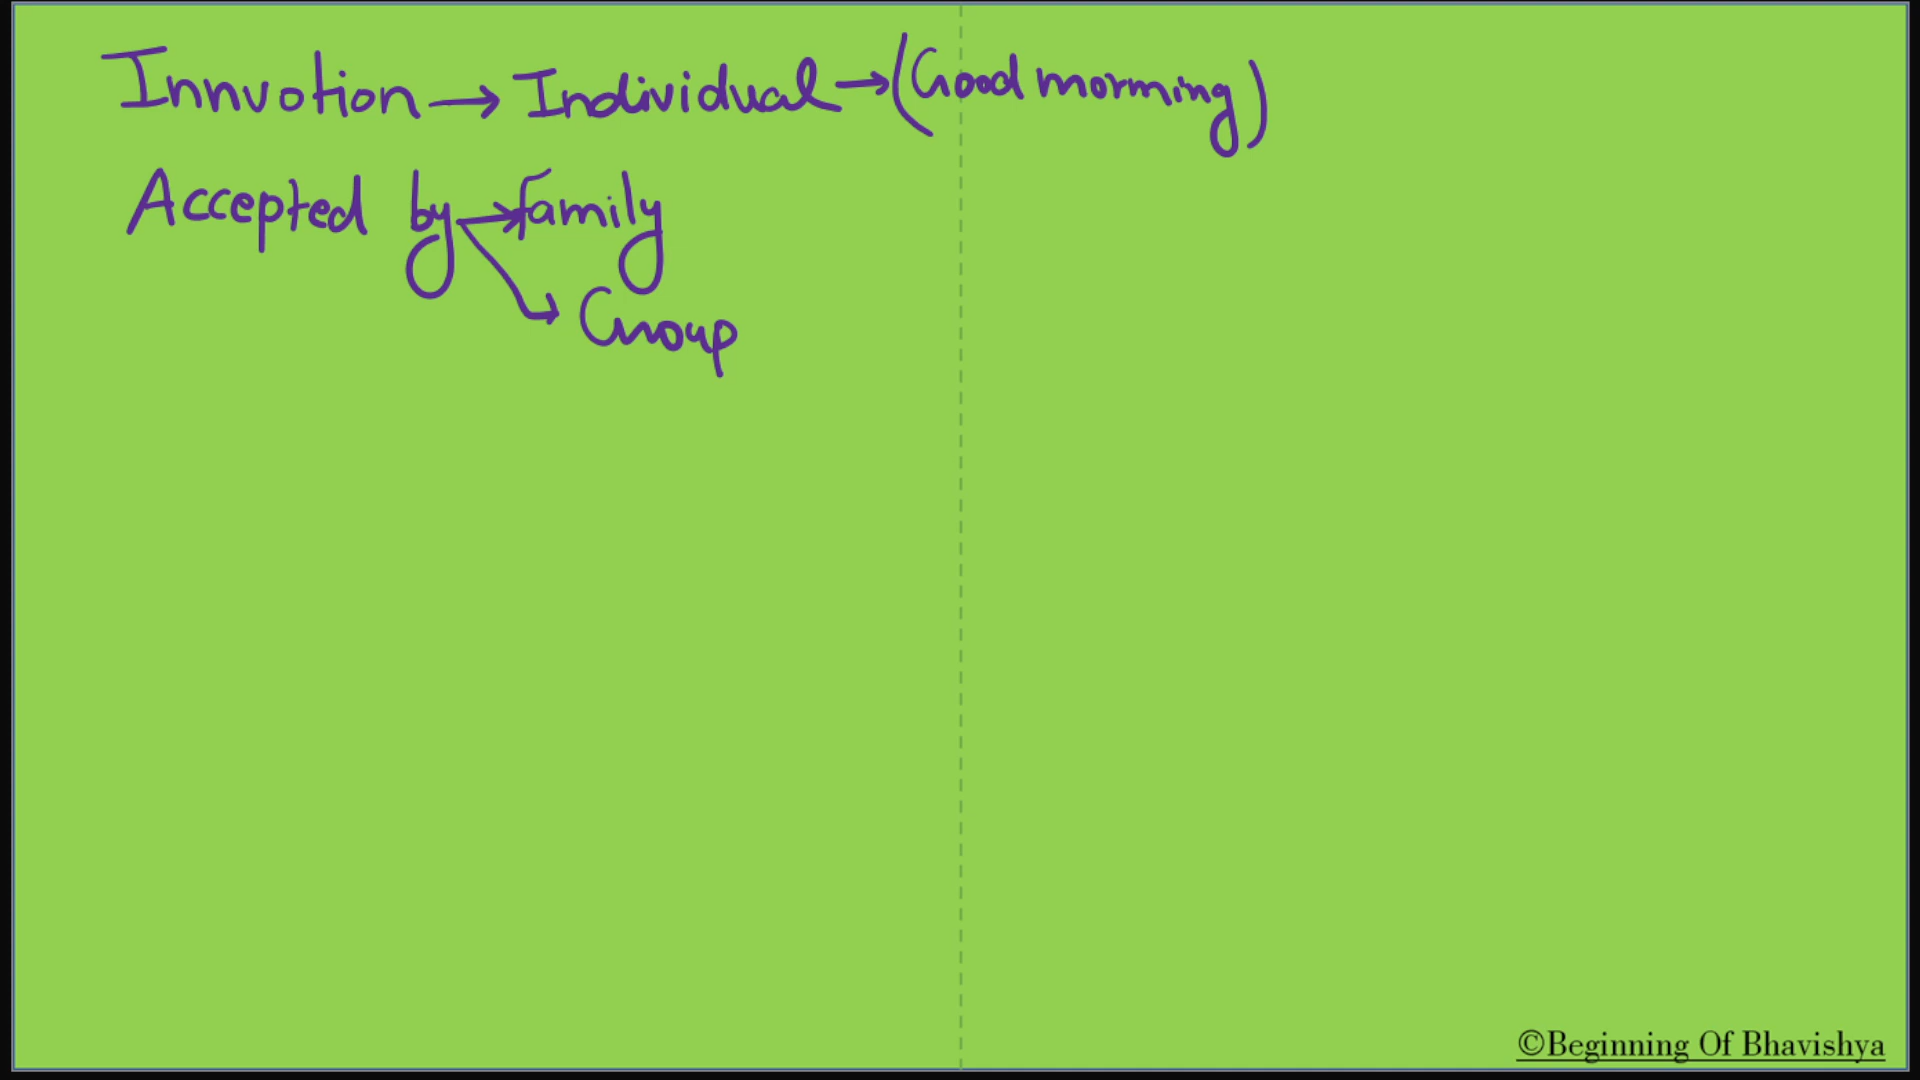 Innvotion → Individual → (Good morming)
Accepted by → family
→ Group
©Beginning Of Bhavishya